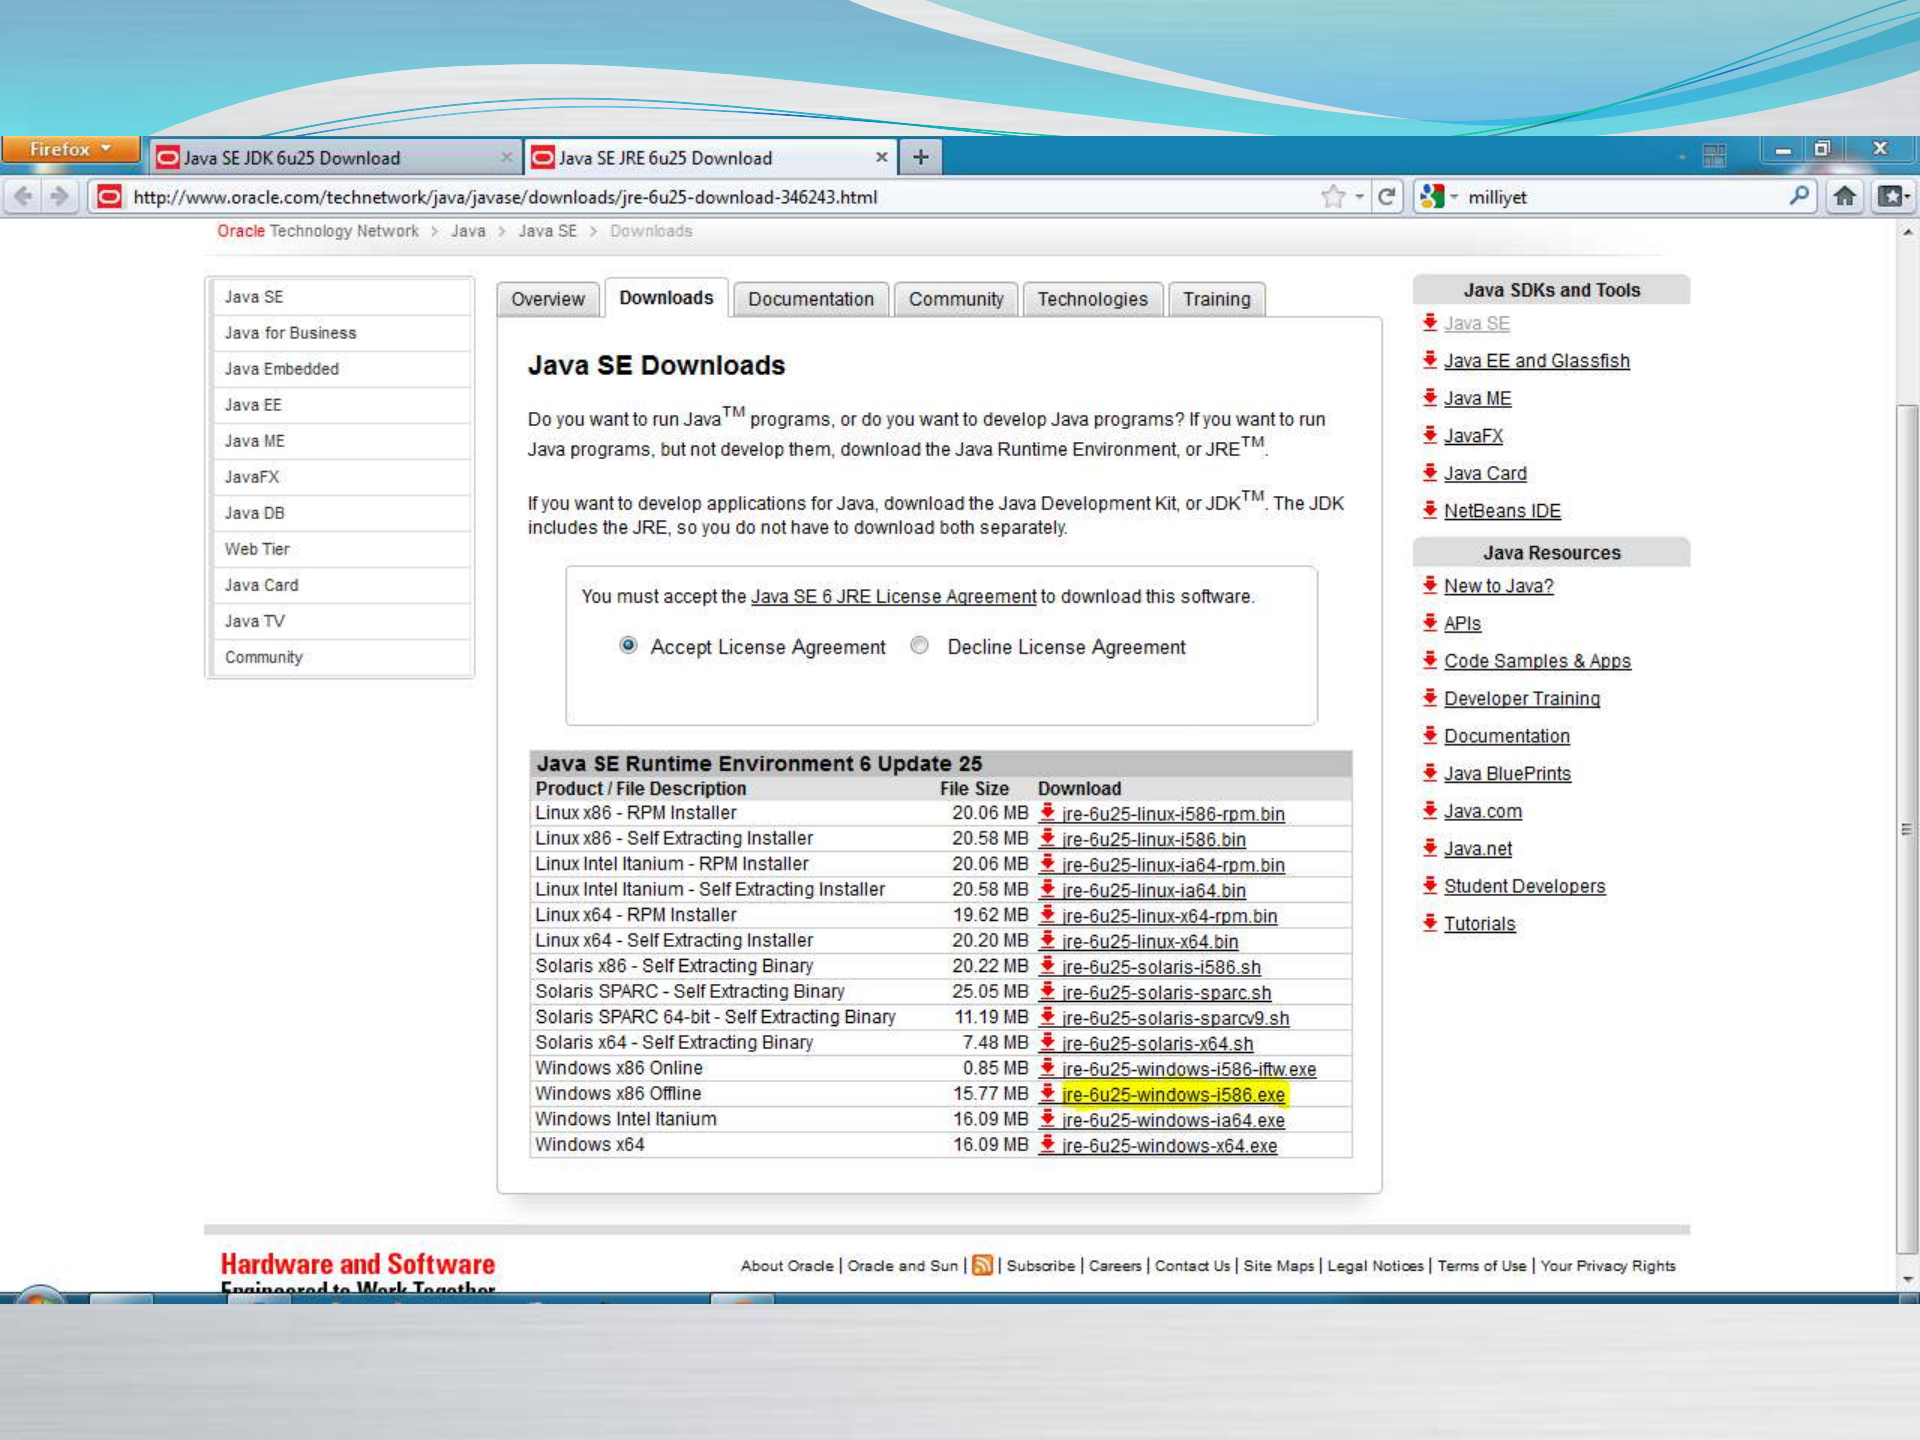 Firefox
Java SE JDK 6u25 Download
Java SE JRE 6u25 Download
http://www.oracle.com/technetwork/java/javase/downloads/jre-6u25-download-346243.html
milliyet
Oracle Technology Network > Java > Java SE > Downloads
Java SE
Java for Business
Java Embedded
Java EE
Java ME
JavaFX
Java DB
Web Tier
Java Card
Java TV
Community
Overview
Downloads
Documentation
Community
Technologies
Training
Java SE Downloads
Do you want to run Java™ programs, or do you want to develop Java programs? If you want to run
Java programs, but not develop them, download the Java Runtime Environment, or JRE™.
If you want to develop applications for Java, download the Java Development Kit, or JDK™. The JDK
includes the JRE, so you do not have to download both separately.
You must accept the Java SE 6 JRE License Agreement to download this software.
Accept License Agreement Decline License Agreement
Java SE Runtime Environment 6 Update 25
Product / File Description File Size Download
Linux x86 - RPM Installer 20.06 MB jre-6u25-linux-i586-rpm.bin
Linux x86 - Self Extracting Installer 20.58 MB jre-6u25-linux-i586.bin
Linux Intel Itanium - RPM Installer 20.06 MB jre-6u25-linux-ia64-rpm.bin
Linux Intel Itanium - Self Extracting Installer 20.58 MB jre-6u25-linux-ia64.bin
Linux x64 - RPM Installer 19.62 MB jre-6u25-linux-x64-rpm.bin
Linux x64 - Self Extracting Installer 20.20 MB jre-6u25-linux-x64.bin
Solaris x86 - Self Extracting Binary 20.22 MB jre-6u25-solaris-i586.sh
Solaris SPARC - Self Extracting Binary 25.05 MB jre-6u25-solaris-sparc.sh
Solaris SPARC 64-bit - Self Extracting Binary 11.19 MB jre-6u25-solaris-sparcv9.sh
Solaris x64 - Self Extracting Binary 7.48 MB jre-6u25-solaris-x64.sh
Windows x86 Online 0.85 MB jre-6u25-windows-i586-iftw.exe
Windows x86 Offline 15.77 MB jre-6u25-windows-i586.exe
Windows Intel Itanium 16.09 MB jre-6u25-windows-ia64.exe
Windows x64 16.09 MB jre-6u25-windows-x64.exe
Java SDKs and Tools
Java SE
Java EE and Glassfish
Java ME
JavaFX
Java Card
NetBeans IDE
Java Resources
New to Java?
APIs
Code Samples & Apps
Developer Training
Documentation
Java BluePrints
Java.com
Java.net
Student Developers
Tutorials
Hardware and Software
Engineered to Work Together
About Oracle | Oracle and Sun | | Subscribe | Careers | Contact Us | Site Maps | Legal Notices | Terms of Use | Your Privacy Rights